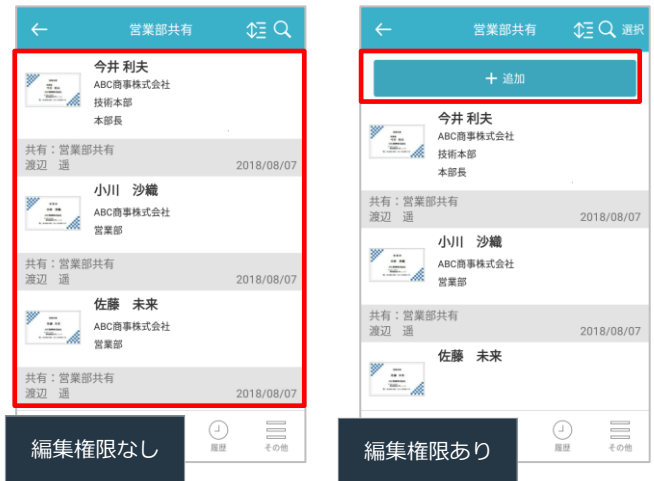 営業部共有
今井 利夫
ABC商事株式会社
技術本部
本部長
共有：営業部共有
渡辺　遥
2018/08/07
小川　沙織
ABC商事株式会社
営業部
共有：営業部共有
渡辺　遥
2018/08/07
佐藤　未来
ABC商事株式会社
営業部
共有：営業部共有
渡辺　遥
2018/08/07
履歴
その他
編集権限なし
営業部共有
選択
＋ 追加
今井 利夫
ABC商事株式会社
技術本部
本部長
共有：営業部共有
渡辺　遥
2018/08/07
小川　沙織
ABC商事株式会社
営業部
共有：営業部共有
渡辺　遥
2018/08/07
佐藤　未来
履歴
その他
編集権限あり